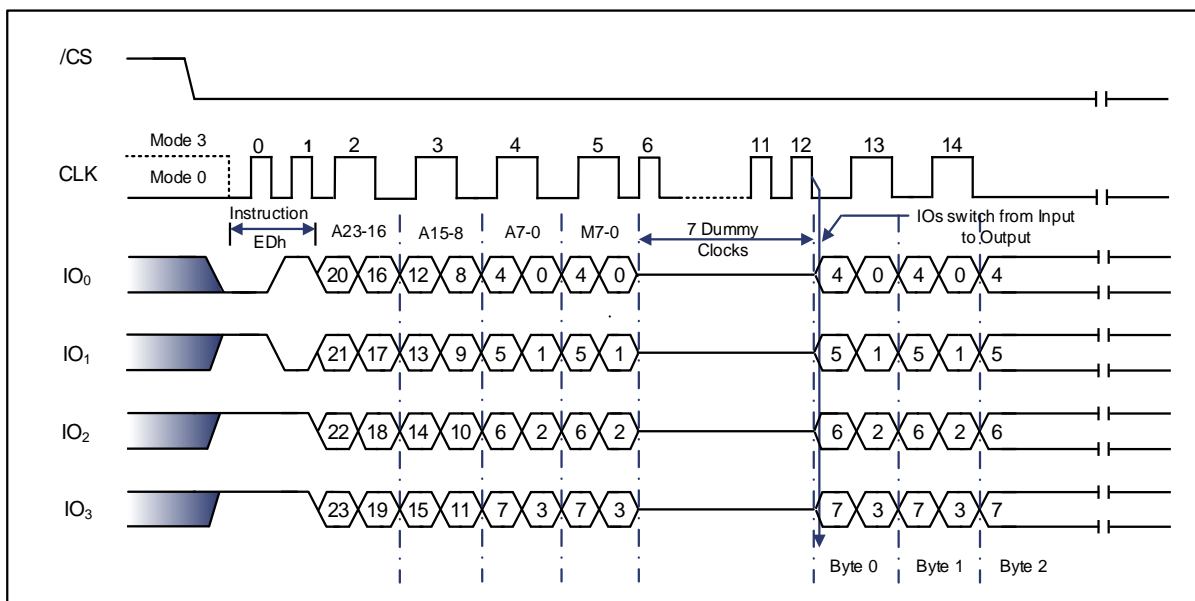 /CS
Mode 3
0 1 2 3 4 5 6 11 12 13 14
CLK
Mode 0
Instruction
EDh
A23-16 A15-8 A7-0 M7-0
7 Dummy
Clocks
IOs switch from Input
to Output
IO0 20 16 12 8 4 0 4 0 4 0 4 0 4
IO1 21 17 13 9 5 1 5 1 5 1 5 1 5
IO2 22 18 14 10 6 2 6 2 6 2 6 2 6
IO3 23 19 15 11 7 3 7 3 7 3 7 3 7
Byte 0 Byte 1 Byte 2